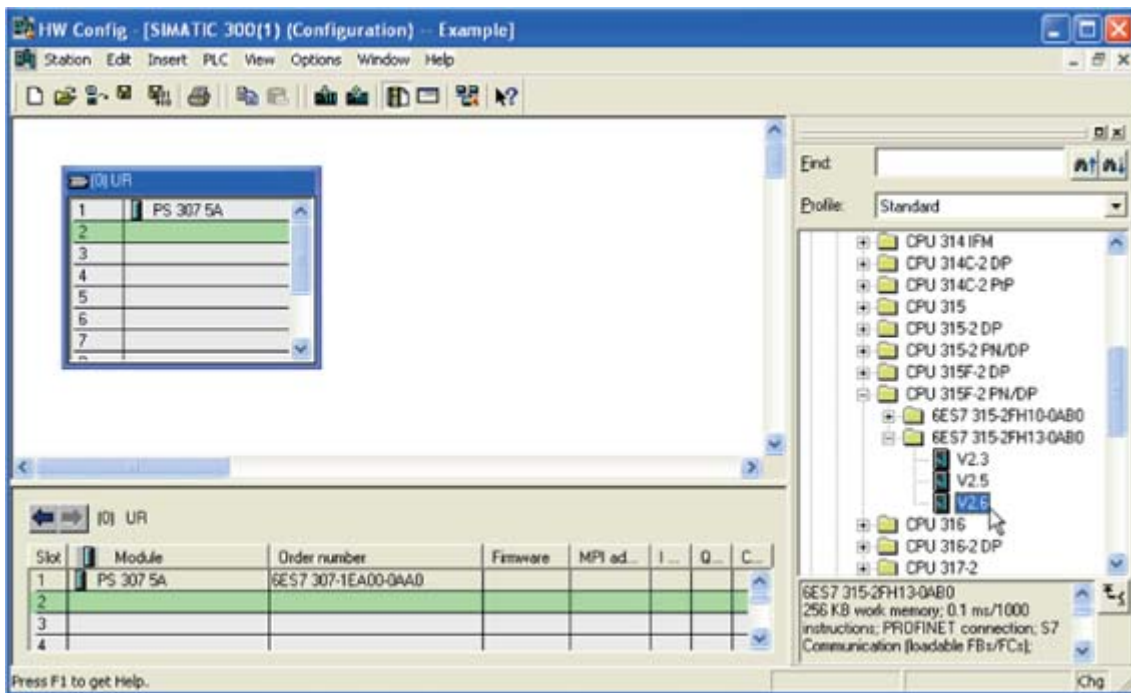 HW Config - [SIMATIC 300(1) (Configuration) -- Example]
Station Edit Insert PLC View Options Window Help
(0) UR
1 PS 307 5A
2
3
4
5
6
7
Find:
Profile: Standard
CPU 314 IFM
CPU 314C-2 DP
CPU 314C-2 PtP
CPU 315
CPU 315-2 DP
CPU 315-2 PN/DP
CPU 315F-2 DP
CPU 315F-2 PN/DP
6ES7 315-2FH10-0AB0
6ES7 315-2FH13-0AB0
V2.3
V2.5
V2.6
CPU 316
CPU 316-2 DP
CPU 317-2
6ES7 315-2FH13-0AB0
256 KB work memory; 0.1 ms/1000
instructions; PROFINET connection; S7
Communication (loadable FBs/FCs);
(0) UR
Slot Module Order number Firmware MPI ad... I... Q... C...
1 PS 307 5A 6ES7 307-1EA00-0AA0
2
3
4
Press F1 to get Help.
Chg